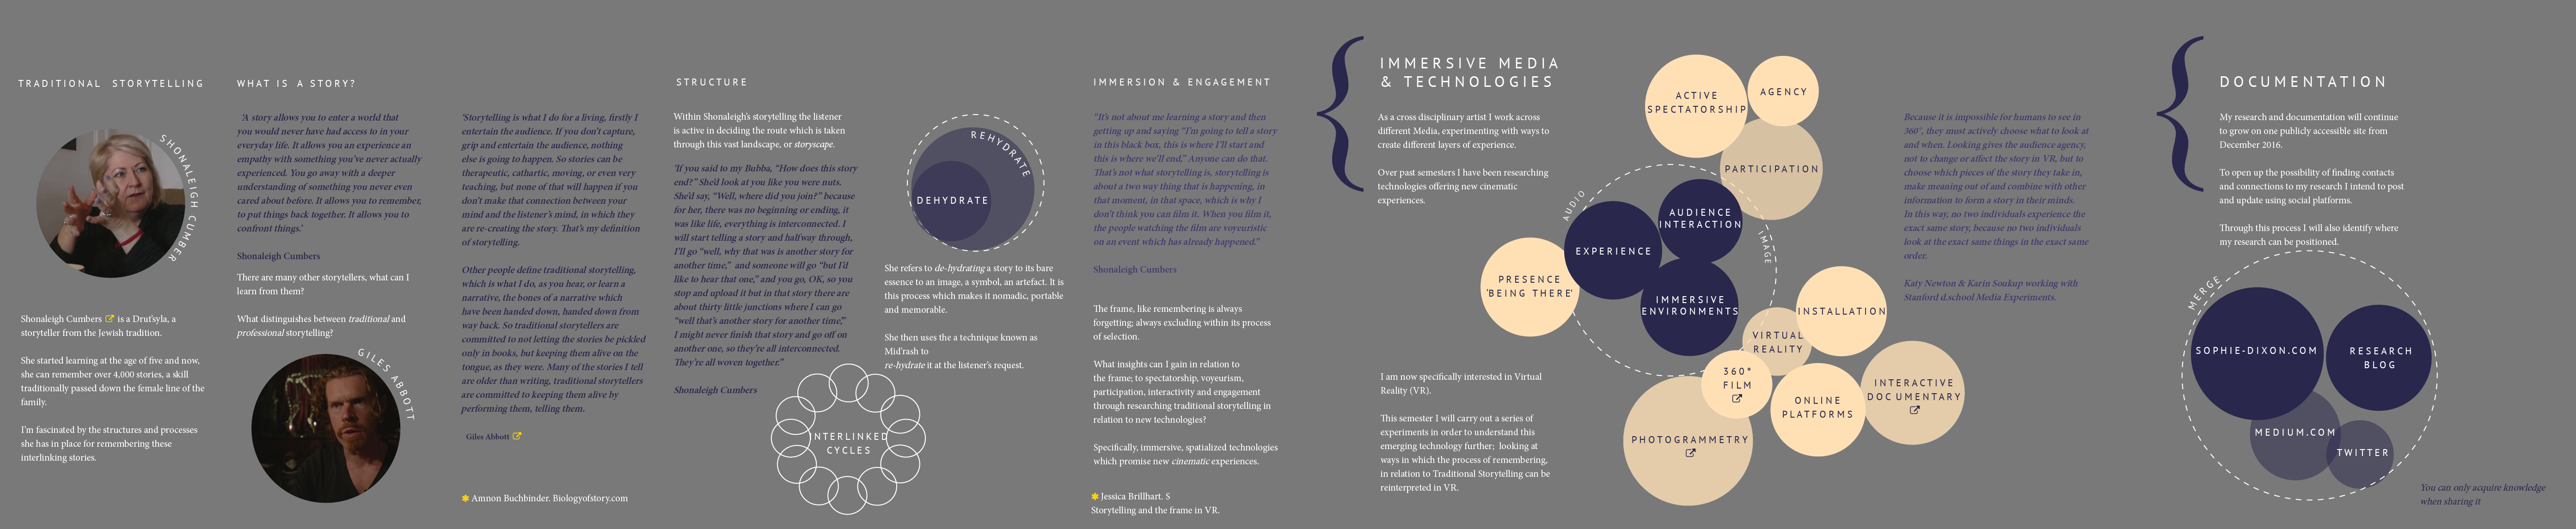 TRADITIONAL STORYTELLING
SHONALEIGH CUMBER
Shonaleigh Cumbers is a Drut'syla, a
storyteller from the Jewish tradition.
She started learning at the age of five and now,
she can remember over 4,000 stories, a skill
traditionally passed down the female line of the
family.
I'm fascinated by the structures and processes
she has in place for remembering these
interlinking stories.
WHAT IS A STORY?
'A story allows you to enter a world that
you would never have had access to in your
everyday life. It allows you an experience an
empathy with something you've never actually
experienced. You go away with a deeper
understanding of something you never even
cared about before. It allows you to remember,
to put things back together. It allows you to
confront things.'
Shonaleigh Cumbers
There are many other storytellers, what can I
learn from them?
What distinguishes between traditional and
professional storytelling?
GILES ABBOTT
'Storytelling is what I do for a living, firstly I
entertain the audience. If you don't capture,
grip and entertain the audience, nothing
else is going to happen. So stories can be
therapeutic, cathartic, moving, or even very
teaching, but none of that will happen if you
don't make that connection between your
mind and the listener's mind, in which they
are re-creating the story. That's my definition
of storytelling.
Other people define traditional storytelling,
which is what I do, as you hear, or learn a
narrative, the bones of a narrative which
have been handed down, handed down from
way back. So traditional storytellers are
committed to not letting the stories be pickled
only in books, but keeping them alive on the
tongue, as they were. Many of the stories I tell
are older than writing, traditional storytellers
are committed to keeping them alive by
performing them, telling them.
Giles Abbott
✱ Amnon Buchbinder. Biologyofstory.com
STRUCTURE
Within Shonaleigh's storytelling the listener
is active in deciding the route which is taken
through this vast landscape, or storyscape.
'If you said to my Bubba, "How does this story
end?" She'd look at you like you were nuts.
She'd say, "Well, where did you join?" because
for her, there was no beginning or ending, it
was like life, everything is interconnected. I
will start telling a story and halfway through,
I'll go "well, why that was is another story for
another time," and someone will go "but I'd
like to hear that one," and you go, OK, so you
stop and upload it but in that story there are
about thirty little junctions where I can go
"well that's another story for another time,"'
I might never finish that story and go off on
another one, so they're all interconnected.
They're all woven together."
Shonaleigh Cumbers
REHYDRATE
DEHYDRATE
She refers to de-hydrating a story to its bare
essence to an image, a symbol, an artefact. It is
this process which makes it nomadic, portable
and memorable.
She then uses the a technique known as
Mid'rash to
re-hydrate it at the listener's request.
INTERLINKED
CYCLES
IMMERSION & ENGAGEMENT
"It's not about me learning a story and then
getting up and saying "I'm going to tell a story
in this black box, this is where I'll start and
this is where we'll end," Anyone can do that.
That's not what storytelling is, storytelling is
about a two way thing that is happening, in
that moment, in that space, which is why I
don't think you can film it. When you film it,
the people watching the film are voyeuristic
on an event which has already happened."
Shonaleigh Cumbers
The frame, like remembering is always
forgetting; always excluding within its process
of selection.
What insights can I gain in relation to
the frame; to spectatorship, voyeurism,
participation, interactivity and engagement
through researching traditional storytelling in
relation to new technologies?
Specifically, immersive, spatialized technologies
which promise new cinematic experiences.
✱ Jessica Brillhart. S
Storytelling and the frame in VR.
IMMERSIVE MEDIA
& TECHNOLOGIES
As a cross disciplinary artist I work across
different Media, experimenting with ways to
create different layers of experience.
Over past semesters I have been researching
technologies offering new cinematic
experiences.
I am now specifically interested in Virtual
Reality (VR).
This semester I will carry out a series of
experiments in order to understand this
emerging technology further; looking at
ways in which the process of remembering,
in relation to Traditional Storytelling can be
reinterpreted in VR.
ACTIVE
SPECTATORSHIP
AGENCY
PARTICIPATION
AUDIO
IMAGE
AUDIENCE
INTERACTION
EXPERIENCE
PRESENCE
'BEING THERE'
IMMERSIVE
ENVIRONMENTS
INSTALLATION
VIRTUAL
REALITY
360°
FILM
INTERACTIVE
DOCUMENTARY
ONLINE
PLATFORMS
PHOTOGRAMMETRY
Because it is impossible for humans to see in
360°, they must actively choose what to look at
and when. Looking gives the audience agency,
not to change or affect the story in VR, but to
choose which pieces of the story they take in,
make meaning out of and combine with other
information to form a story in their minds.
In this way, no two individuals experience the
exact same story, because no two individuals
look at the exact same things in the exact same
order.
Katy Newton & Karin Soukup working with
Stanford d.school Media Experiments.
DOCUMENTATION
My research and documentation will continue
to grow on one publicly accessible site from
December 2016.
To open up the possibility of finding contacts
and connections to my research I intend to post
and update using social platforms.
Through this process I will also identify where
my research can be positioned.
MERGE
SOPHIE-DIXON.COM
RESEARCH
BLOG
MEDIUM.COM
TWITTER
You can only acquire knowledge
when sharing it